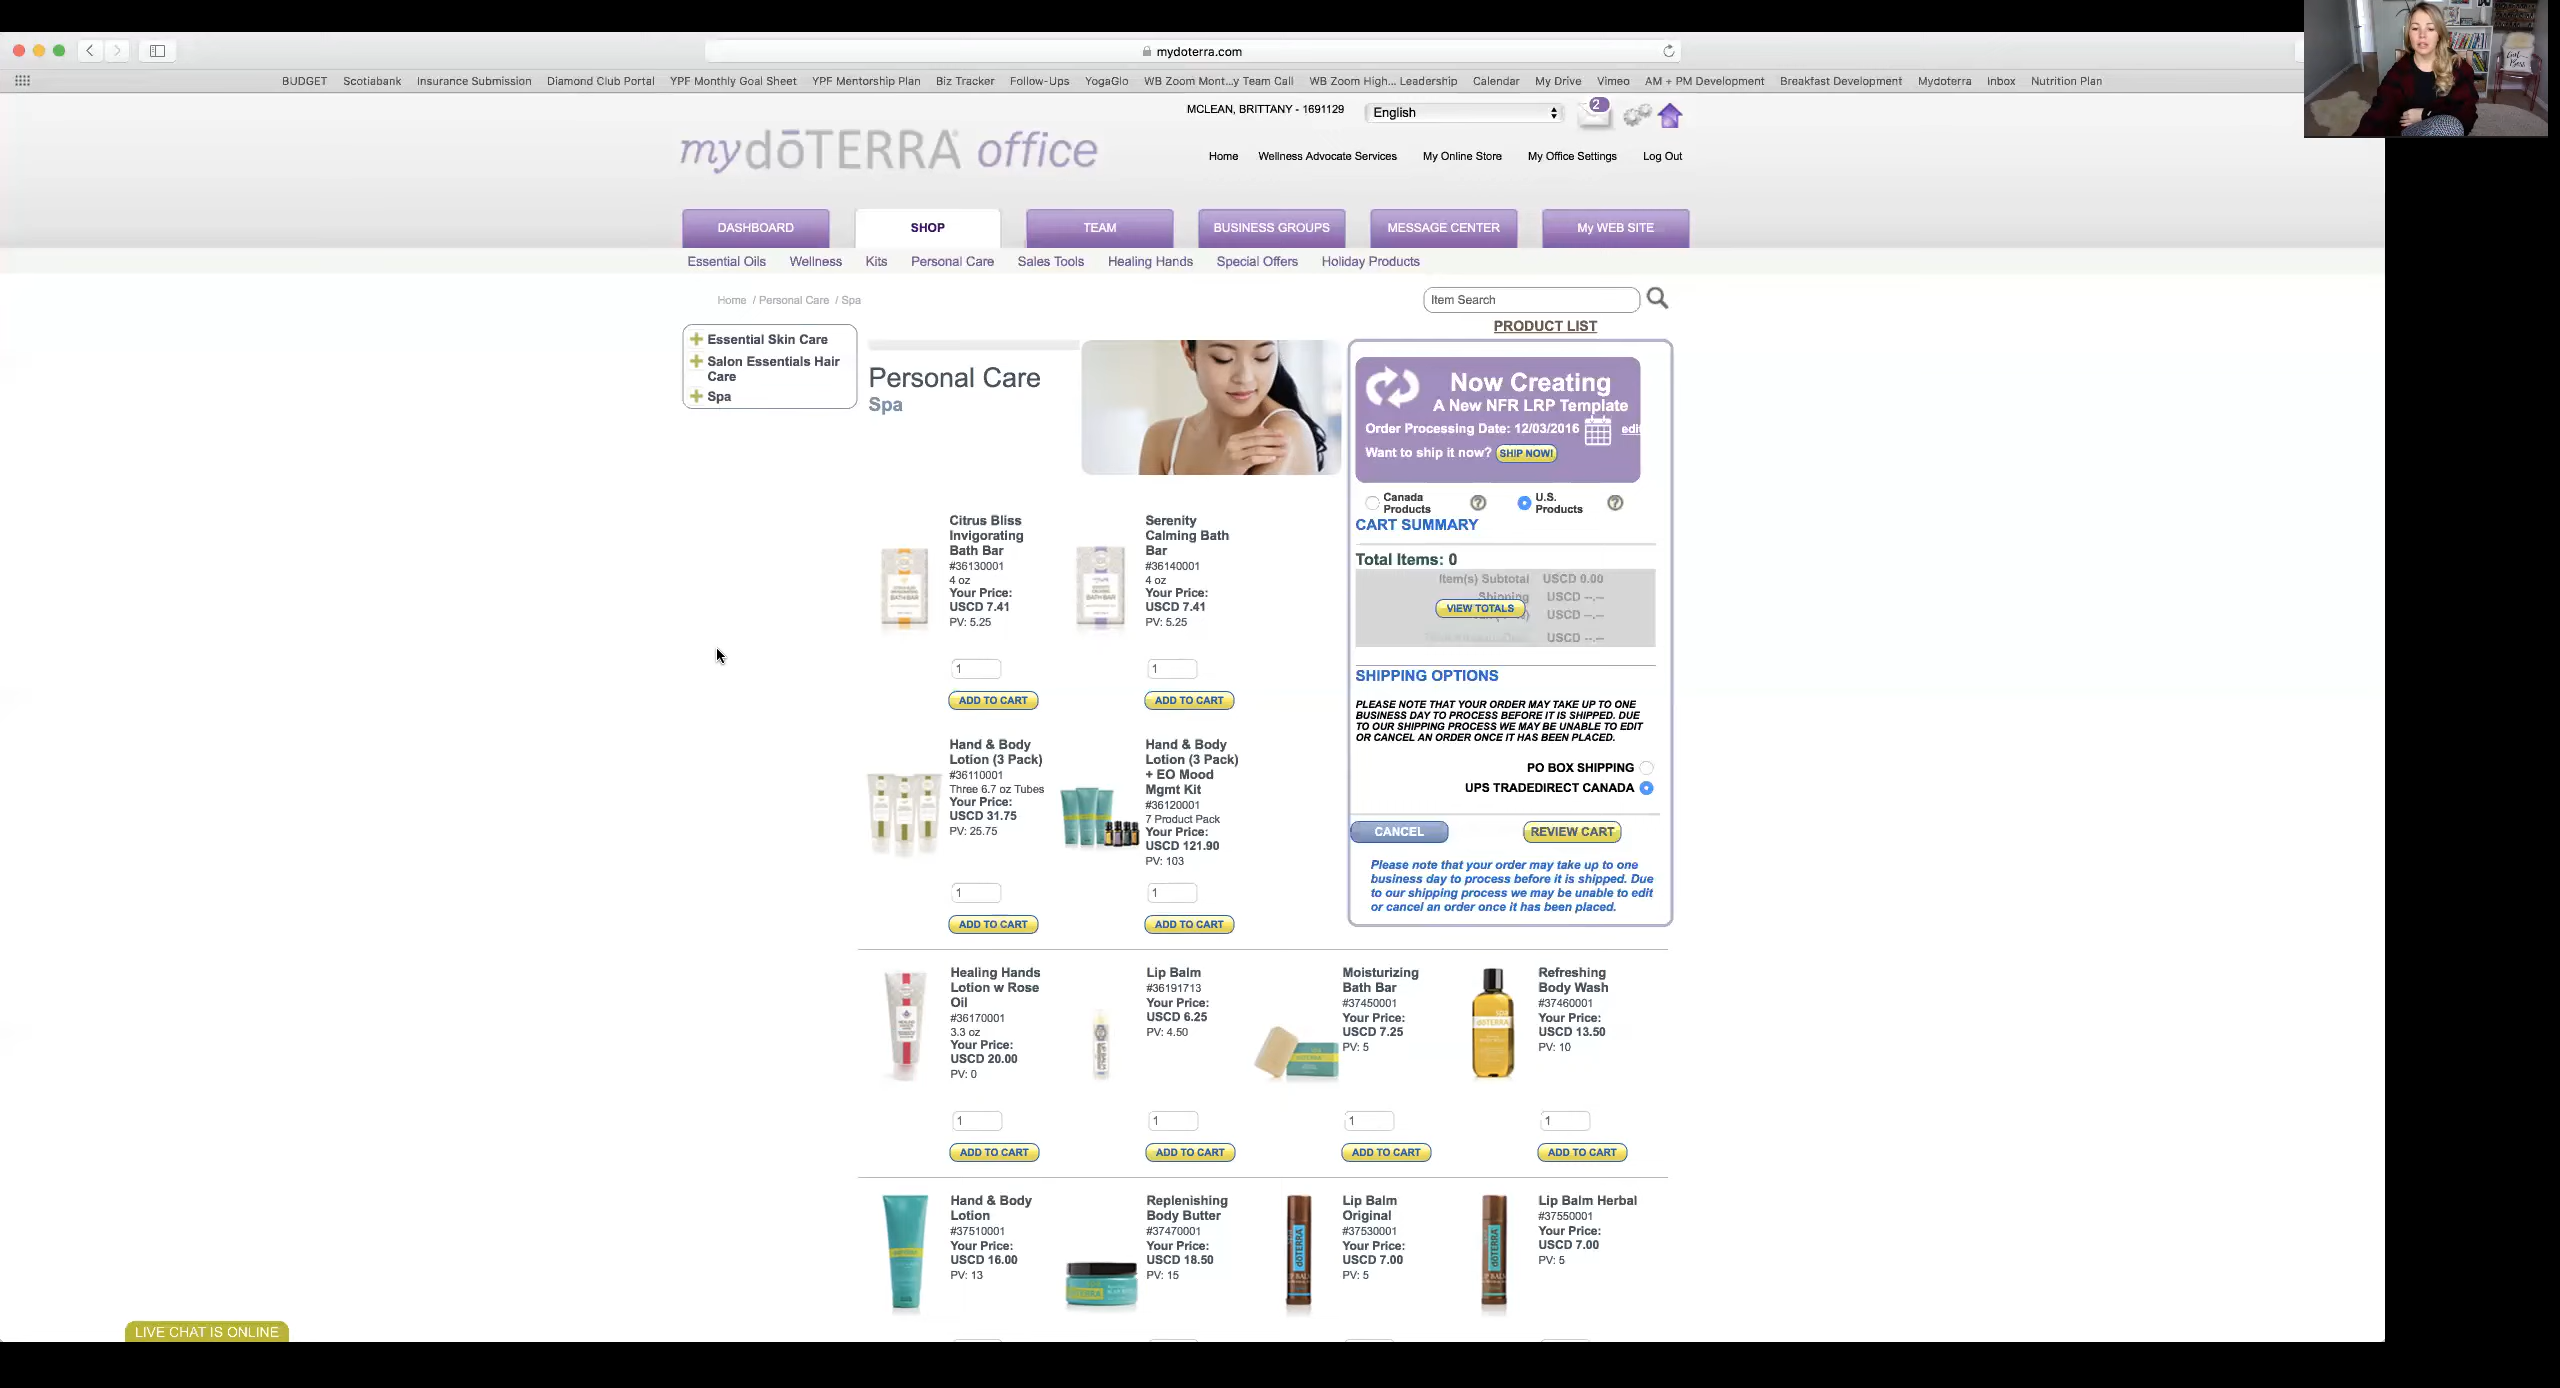 mydoterra.com
BUDGET Scotiabank Insurance Submission Diamond Club Portal YPF Monthly Goal Sheet YPF Mentorship Plan Biz Tracker Follow-Ups YogaGlo WB Zoom Mont...y Team Call WB Zoom High... Leadership Calendar My Drive Vimeo AM + PM Development Breakfast Development Mydoterra Inbox Nutrition Plan
MCLEAN, BRITTANY - 1691129
English
2
mydōTERRA office
Home Wellness Advocate Services My Online Store My Office Settings Log Out
DASHBOARD SHOP TEAM BUSINESS GROUPS MESSAGE CENTER My WEB SITE
Essential Oils Wellness Kits Personal Care Sales Tools Healing Hands Special Offers Holiday Products
Home / Personal Care / Spa
Item Search
PRODUCT LIST
Essential Skin Care
Salon Essentials Hair
Care
Spa
Personal Care
Spa
Now Creating
A New NFR LRP Template
Order Processing Date: 12/03/2016 edit
Want to ship it now? SHIP NOW!
Canada
Products
?
U.S.
Products
?
CART SUMMARY
Total Items: 0
Item(s) Subtotal USCD 0.00
Shipping USCD --.--
VIEW TOTALS
USCD --.--
USCD --.--
SHIPPING OPTIONS
PLEASE NOTE THAT YOUR ORDER MAY TAKE UP TO ONE
BUSINESS DAY TO PROCESS BEFORE IT IS SHIPPED. DUE
TO OUR SHIPPING PROCESS WE MAY BE UNABLE TO EDIT
OR CANCEL AN ORDER ONCE IT HAS BEEN PLACED.
PO BOX SHIPPING
UPS TRADEDIRECT CANADA
CANCEL REVIEW CART
Please note that your order may take up to one
business day to process before it is shipped. Due
to our shipping process we may be unable to edit
or cancel an order once it has been placed.
Citrus Bliss
Invigorating
Bath Bar
#36130001
4 oz
Your Price:
USCD 7.41
PV: 5.25
1
ADD TO CART
Serenity
Calming Bath
Bar
#36140001
4 oz
Your Price:
USCD 7.41
PV: 5.25
1
ADD TO CART
Hand & Body
Lotion (3 Pack)
#36110001
Three 6.7 oz Tubes
Your Price:
USCD 31.75
PV: 25.75
1
ADD TO CART
Hand & Body
Lotion (3 Pack)
+ EO Mood
Mgmt Kit
#36120001
7 Product Pack
Your Price:
USCD 121.90
PV: 103
1
ADD TO CART
Healing Hands
Lotion w Rose
Oil
#36170001
3.3 oz
Your Price:
USCD 20.00
PV: 0
1
ADD TO CART
Lip Balm
#36191713
Your Price:
USCD 6.25
PV: 4.50
1
ADD TO CART
Moisturizing
Bath Bar
#37450001
Your Price:
USCD 7.25
PV: 5
1
ADD TO CART
Refreshing
Body Wash
#37460001
Your Price:
USCD 13.50
PV: 10
1
ADD TO CART
Hand & Body
Lotion
#37510001
Your Price:
USCD 16.00
PV: 13
Replenishing
Body Butter
#37470001
Your Price:
USCD 18.50
PV: 15
Lip Balm
Original
#37530001
Your Price:
USCD 7.00
PV: 5
Lip Balm Herbal
#37550001
Your Price:
USCD 7.00
PV: 5
LIVE CHAT IS ONLINE